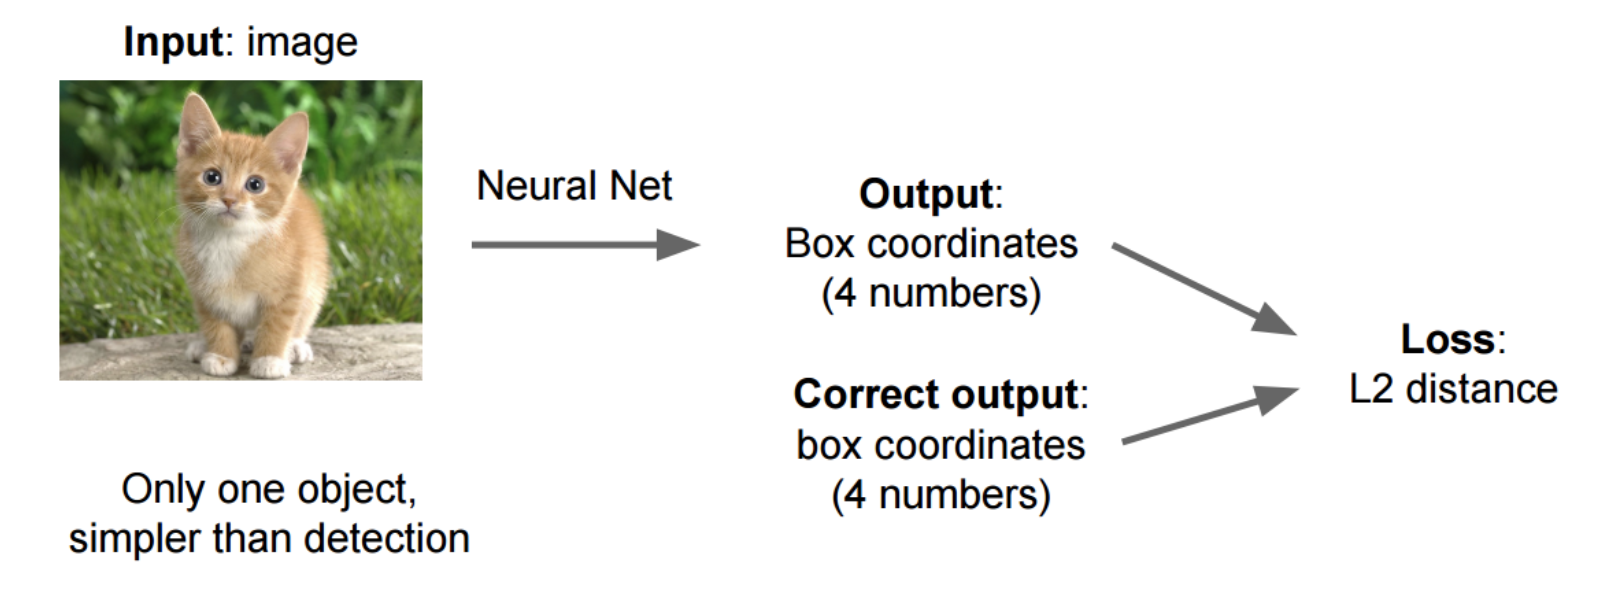 Input: image
Neural Net
Output:
Box coordinates
(4 numbers)
Correct output:
box coordinates
(4 numbers)
Loss:
L2 distance
Only one object,
simpler than detection